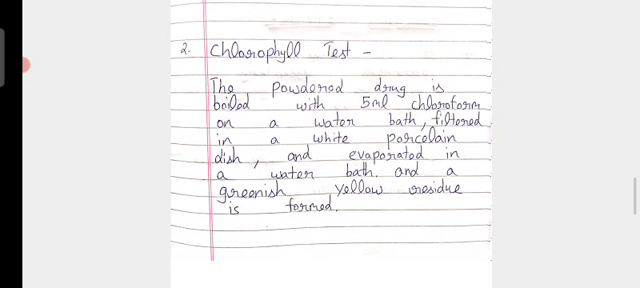 2. Chlorophyll Test -
The powdered drug is
boiled with 5ml chloroform
on a water bath, filtered
in a white porcelain
dish, and evaporated in
a water bath. and a
greenish yellow residue
is formed.